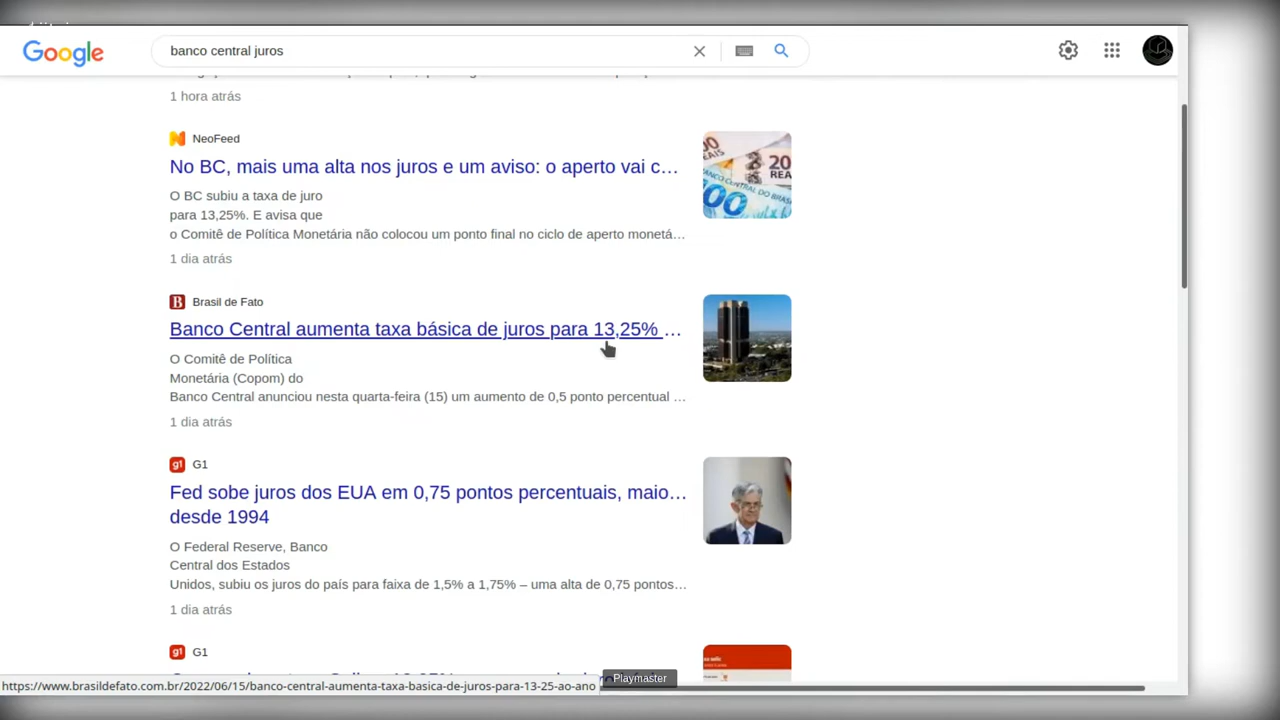 Google
banco central juros
1 hora atrás
NeoFeed
No BC, mais uma alta nos juros e um aviso: o aperto vai c…
O BC subiu a taxa de juro
para 13,25%. E avisa que
o Comitê de Política Monetária não colocou um ponto final no ciclo de aperto monetá…
1 dia atrás
Brasil de Fato
Banco Central aumenta taxa básica de juros para 13,25% …
O Comitê de Política
Monetária (Copom) do
Banco Central anunciou nesta quarta-feira (15) um aumento de 0,5 ponto percentual …
1 dia atrás
g1 G1
Fed sobe juros dos EUA em 0,75 pontos percentuais, maio…
desde 1994
O Federal Reserve, Banco
Central dos Estados
Unidos, subiu os juros do país para faixa de 1,5% a 1,75% – uma alta de 0,75 pontos…
1 dia atrás
g1 G1
Playmaster
https://www.brasildefato.com.br/2022/06/15/banco-central-aumenta-taxa-basica-de-juros-para-13-25-ao-ano